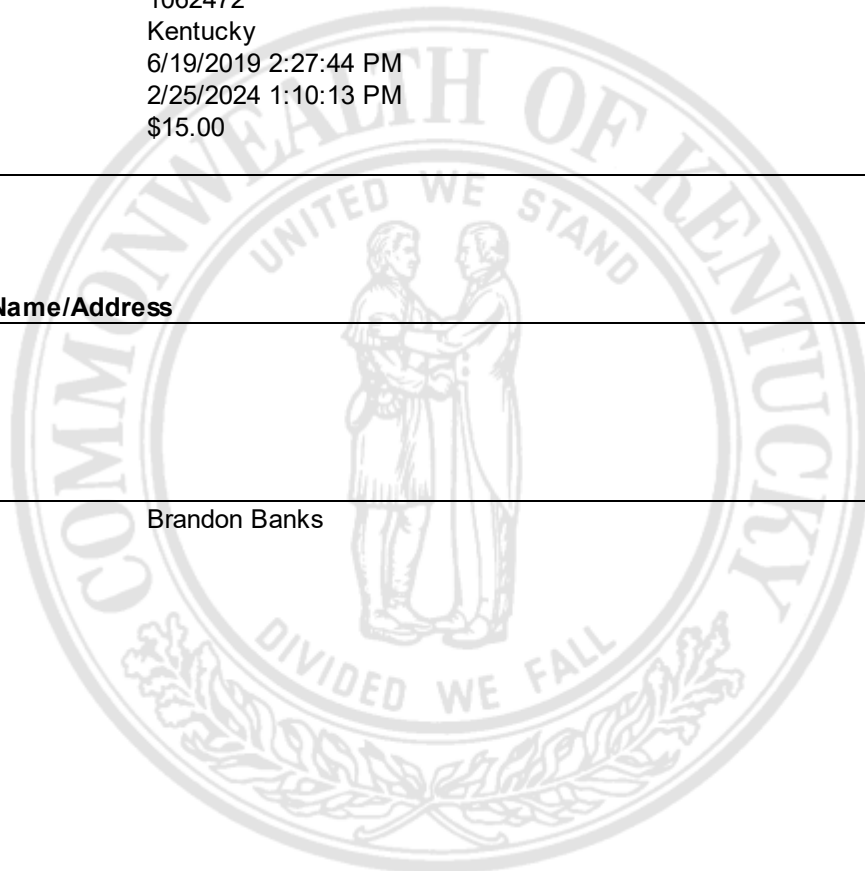 1062472
Kentucky
6/19/2019 2:27:44 PM
2/25/2024 1:10:13 PM
$15.00
Name/Address
Brandon Banks
COMMONWEALTH OF KENTUCKY
UNITED WE STAND
DIVIDED WE FALL